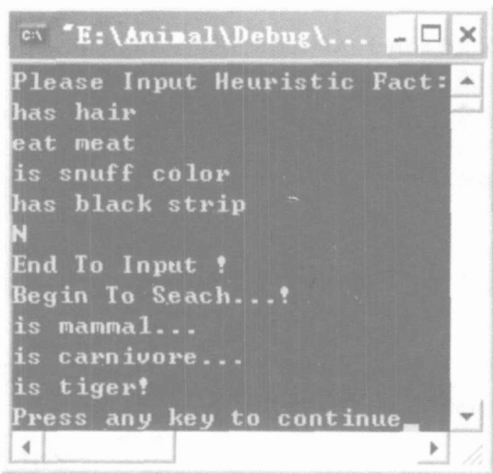 "E:\Animal\Debug\...
Please Input Heuristic Fact:
has hair
eat meat
is snuff color
has black strip
N
End To Input !
Begin To Seach...!
is mammal...
is carnivore...
is tiger!
Press any key to continue_